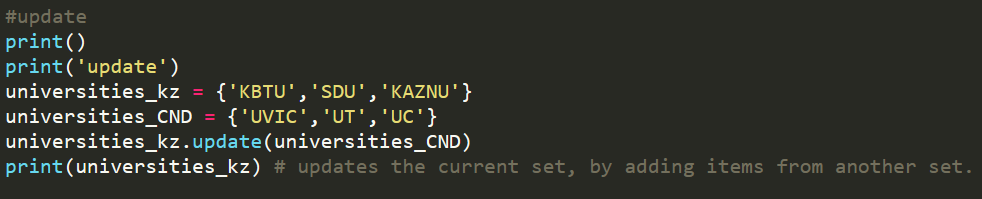 #update
print()
print('update')
universities_kz = {'KBTU','SDU','KAZNU'}
universities_CND = {'UVIC','UT','UC'}
universities_kz.update(universities_CND)
print(universities_kz) # updates the current set, by adding items from another set.